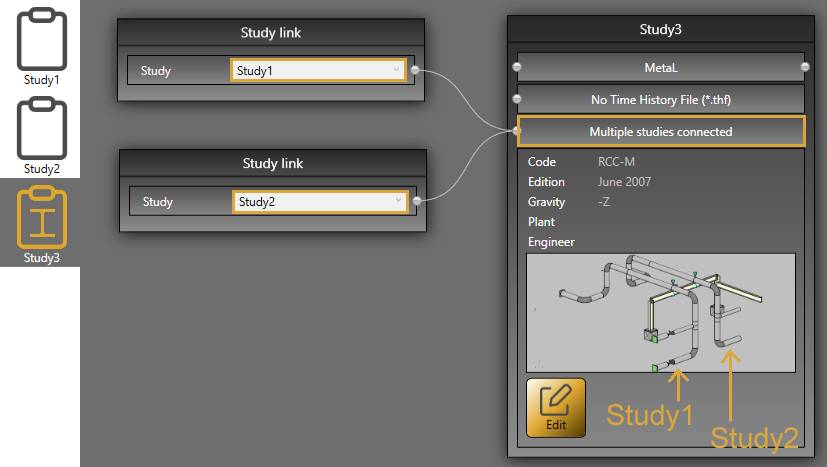 Study1
Study2
Study3
Study link
Study Study1
Study link
Study Study2
Study3
MetaL
No Time History File (*.thf)
Multiple studies connected
Code RCC-M
Edition June 2007
Gravity -Z
Plant
Engineer
Edit
Study1
Study2